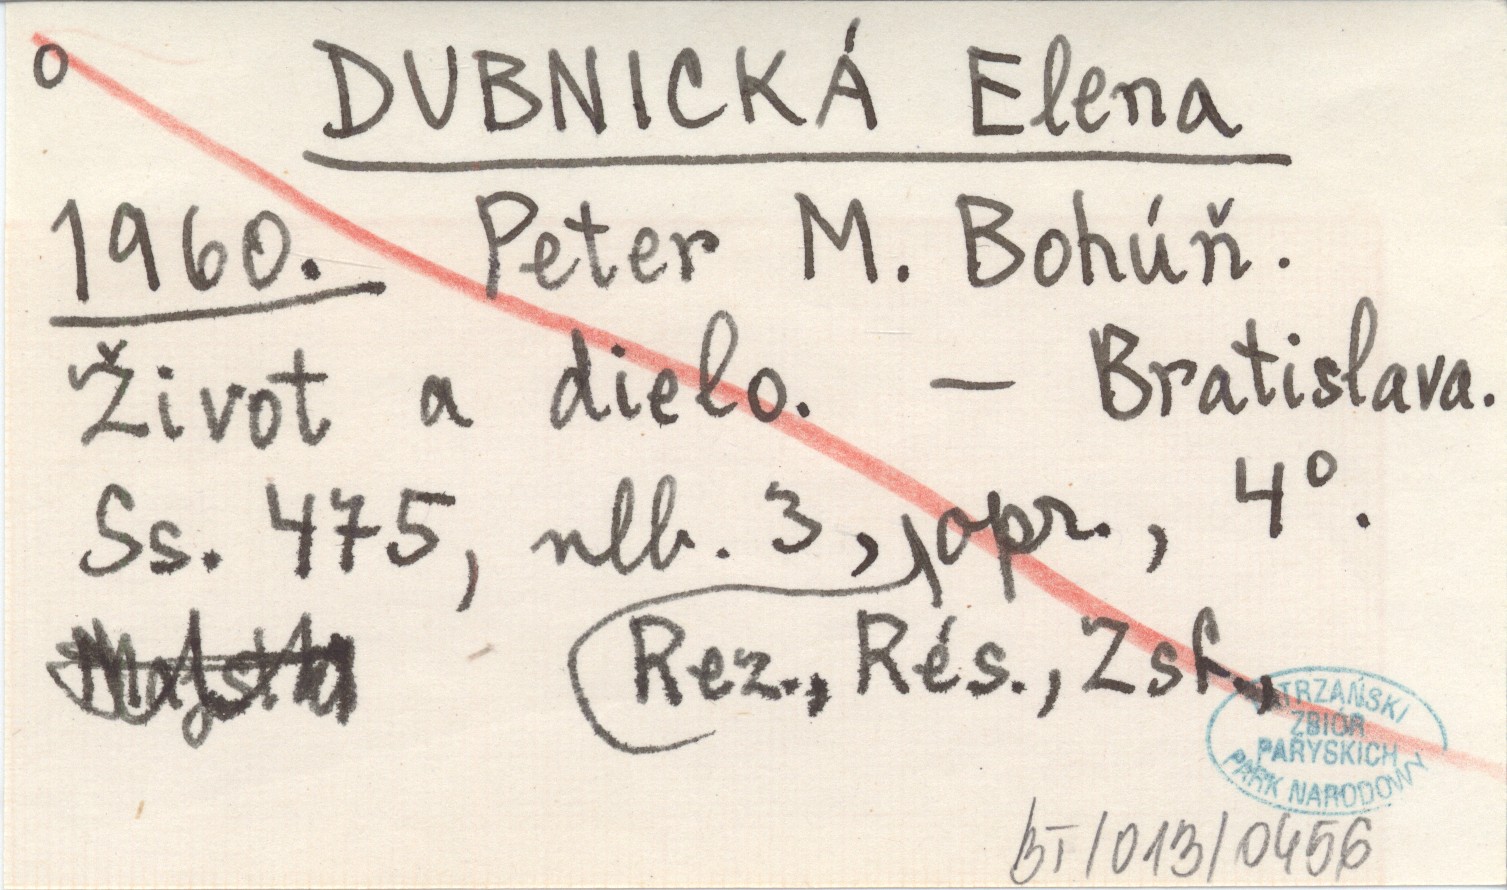 o DUBNICKÁ Elena
1960. Peter M. Bohúň.
Život a dielo. — Bratislava.
Ss. 475, nlb. 3, opr., 4°.
Rez., Rés., Zsf.,
TRZAŃSKI
ZBIÓR
PARYSKICH
PARK NARODOWY
BT/013/0456